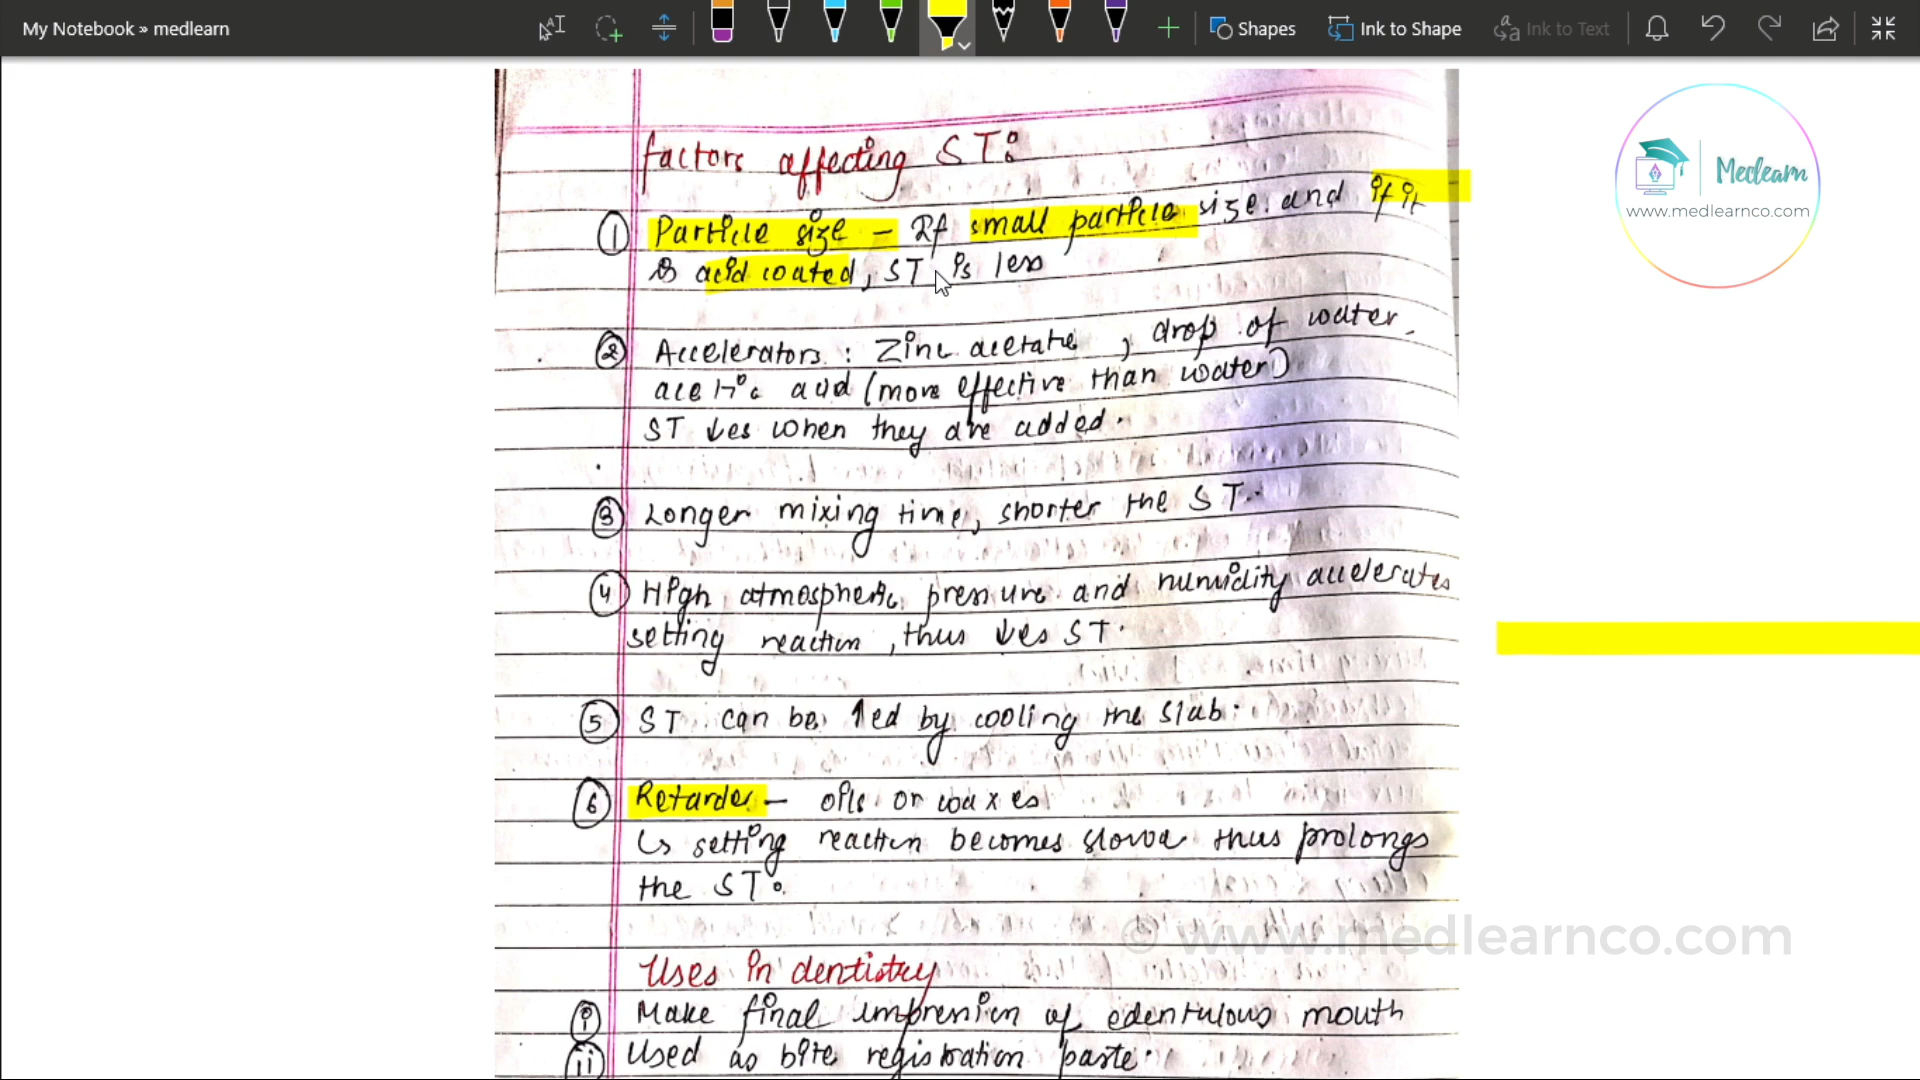 My Notebook » medlearn
Shapes
Ink to Shape
Ink to Text
Medlearn
www.medlearnco.com
factors affecting ST:
① Particle size - If small particle size and if it
is acid coated, ST is less
② Accelerators : Zinc acetate , drop of water.
acetic acid (more effective than water)
ST ↓es when they are added.
③ Longer mixing time, shorter the ST.
④ High atmospheric pressure and humidity accelerates
setting reaction, thus ↓es ST.
⑤ ST can be ↑ed by cooling the slab.
⑥ Retarder - oils or waxes
↳ setting reaction becomes slower thus prolongs
the ST.
© www.medlearnco.com
Uses in dentistry
ⓘ Make final impression of edentulous mouth
ii Used as bite registration paste.